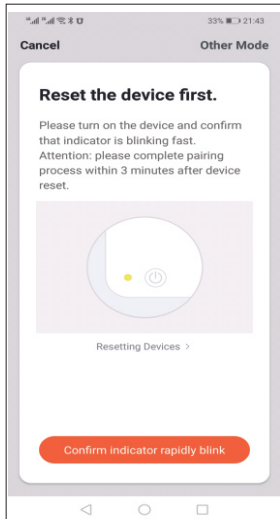 33% 21:43
Cancel Other Mode
Reset the device first.
Please turn on the device and confirm
that indicator is blinking fast.
Attention: please complete pairing
process within 3 minutes after device
reset.
Resetting Devices >
Confirm indicator rapidly blink